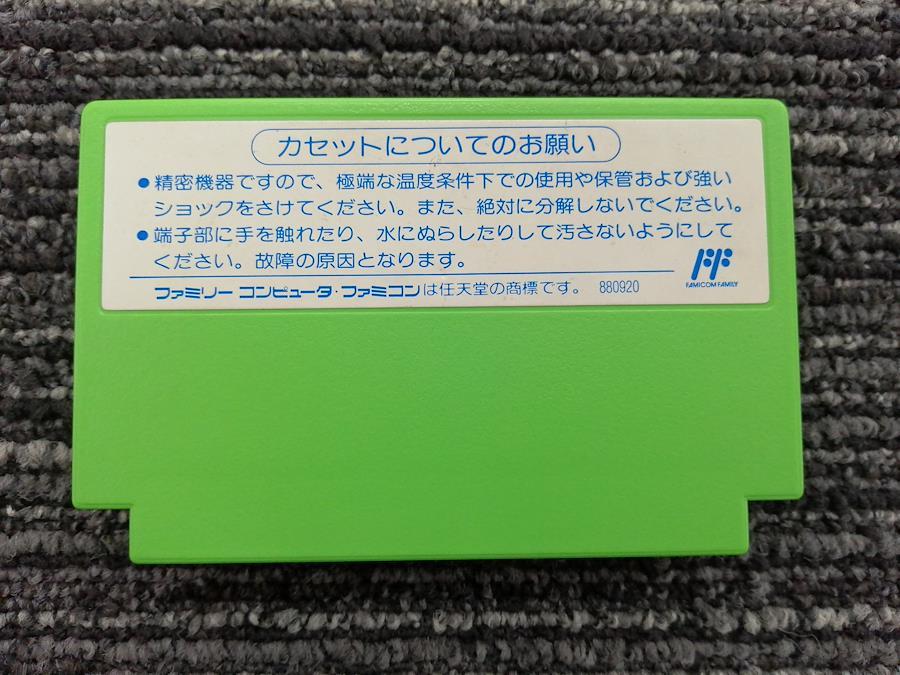 カセットについてのお願い
●精密機器ですので、極端な温度条件下での使用や保管および強い
ショックをさけてください。また、絶対に分解しないでください。
●端子部に手を触れたり、水にぬらしたりして汚さないようにして
ください。故障の原因となります。
FF
FAMICOM FAMILY
ファミリー コンピュータ・ファミコンは任天堂の商標です。 880920